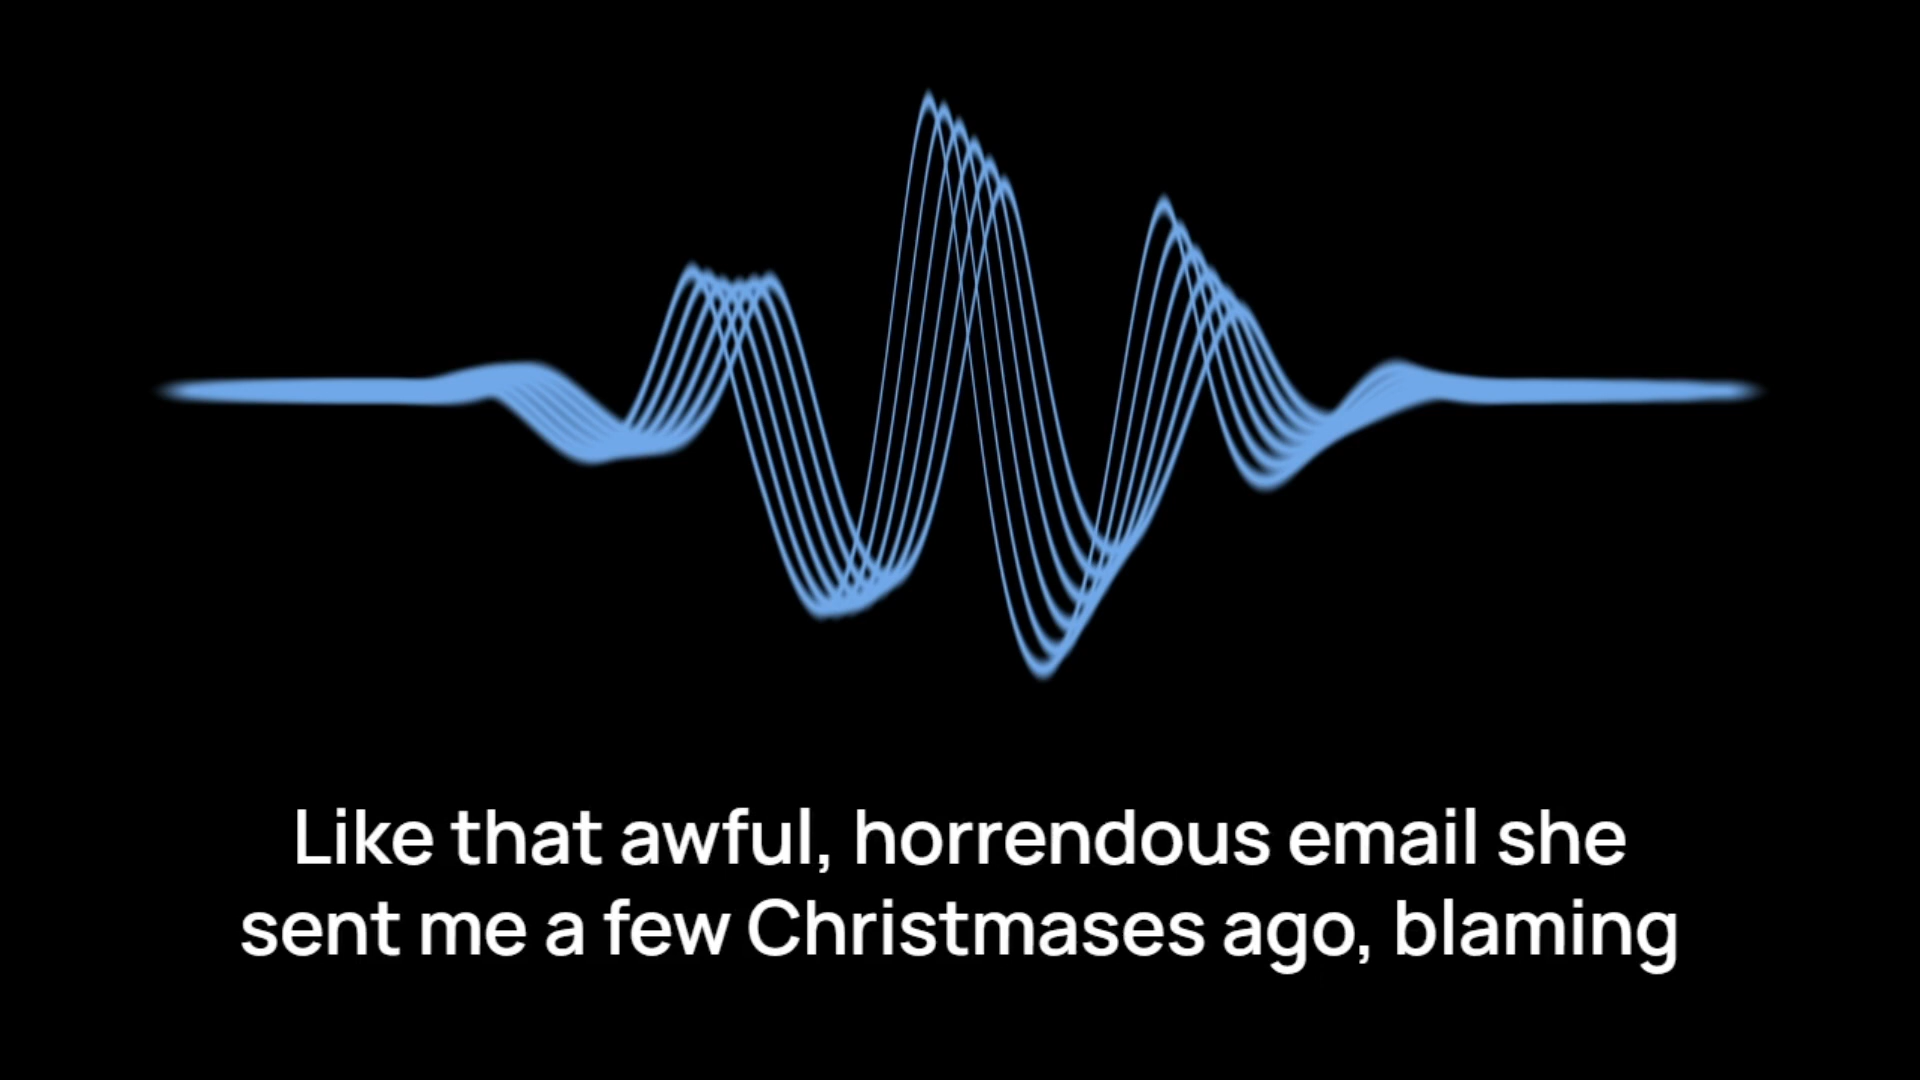 Like that awful, horrendous email she
sent me a few Christmases ago, blaming